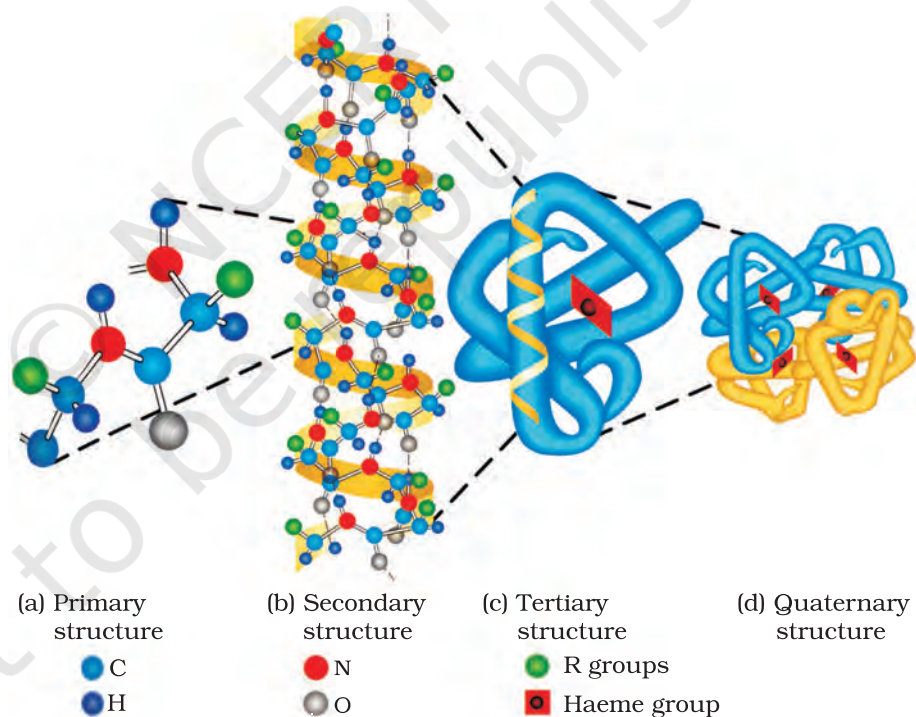 © NCERT
not to be republished
(a) Primary structure
(b) Secondary structure
(c) Tertiary structure
(d) Quaternary structure
C
N
R groups
H
O
Haeme group